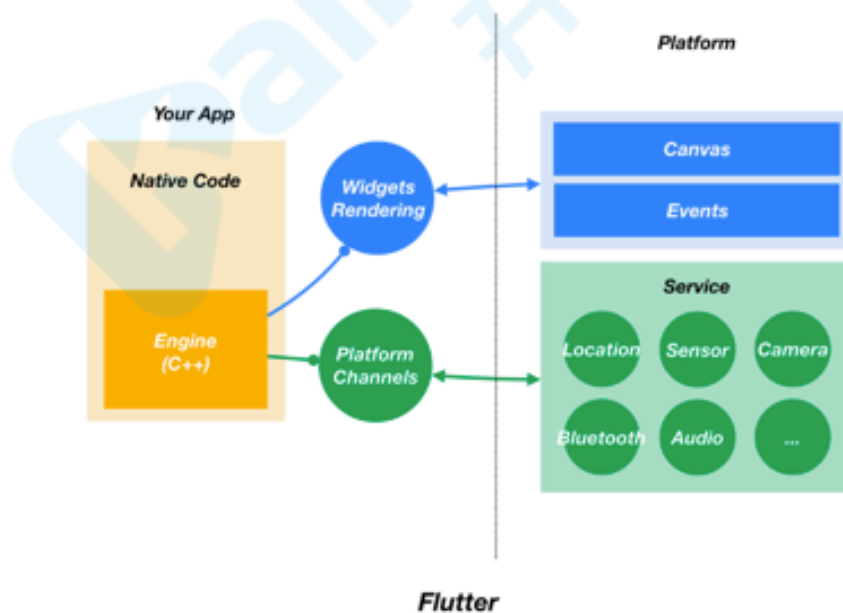 Platform
Your App
Native Code
Widgets
Rendering
Canvas
Events
Engine
(C++)
Platform
Channels
Service
Location
Sensor
Camera
Bluetooth
Audio
...
Flutter